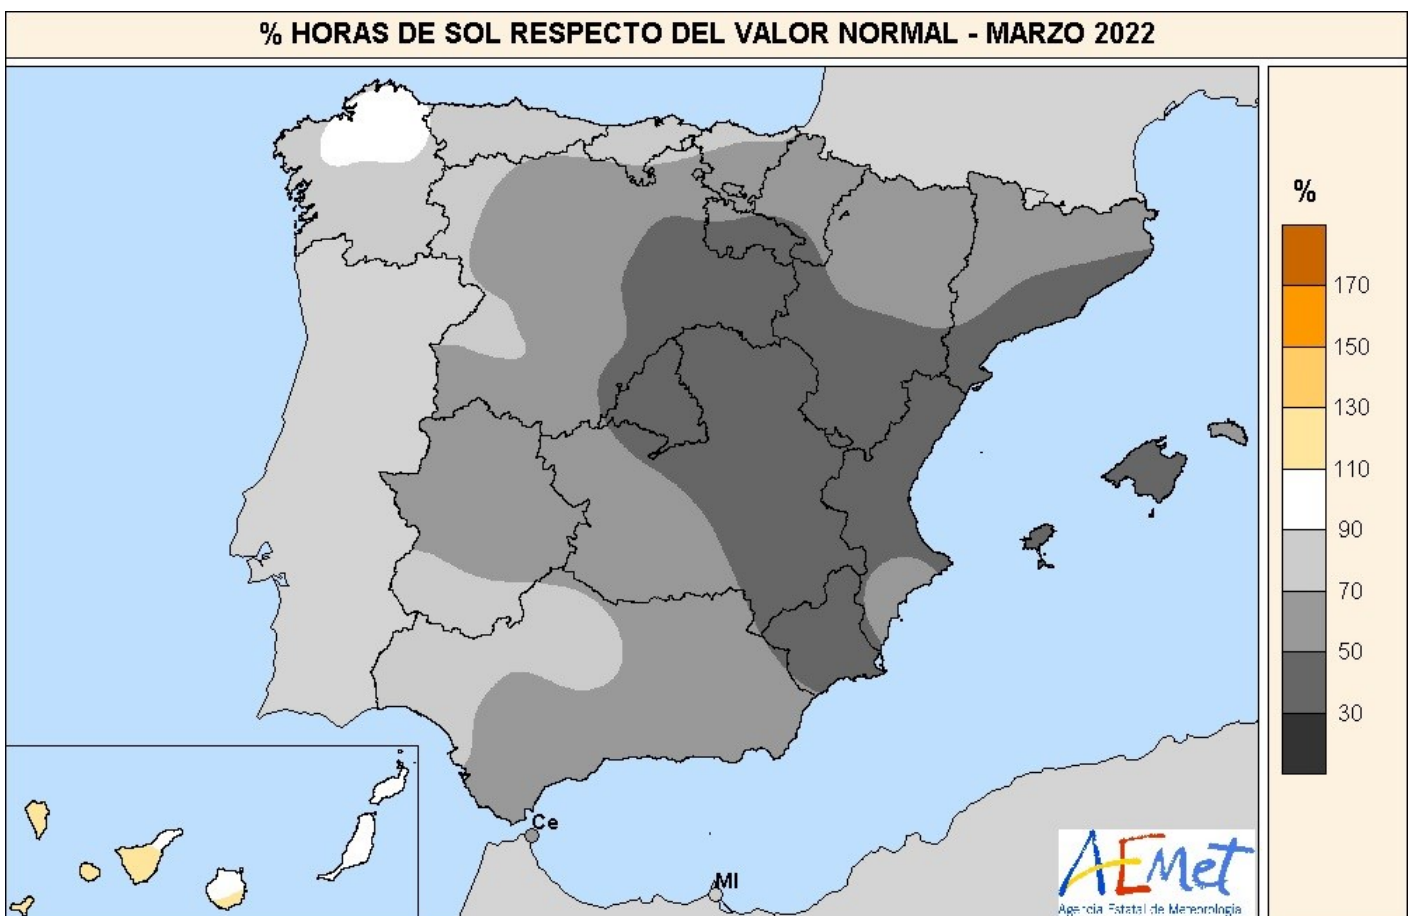 % HORAS DE SOL RESPECTO DEL VALOR NORMAL - MARZO 2022
%
170
150
130
110
90
70
50
30
Ce
Ml
AEMet
Agencia Estatal de Meteorología